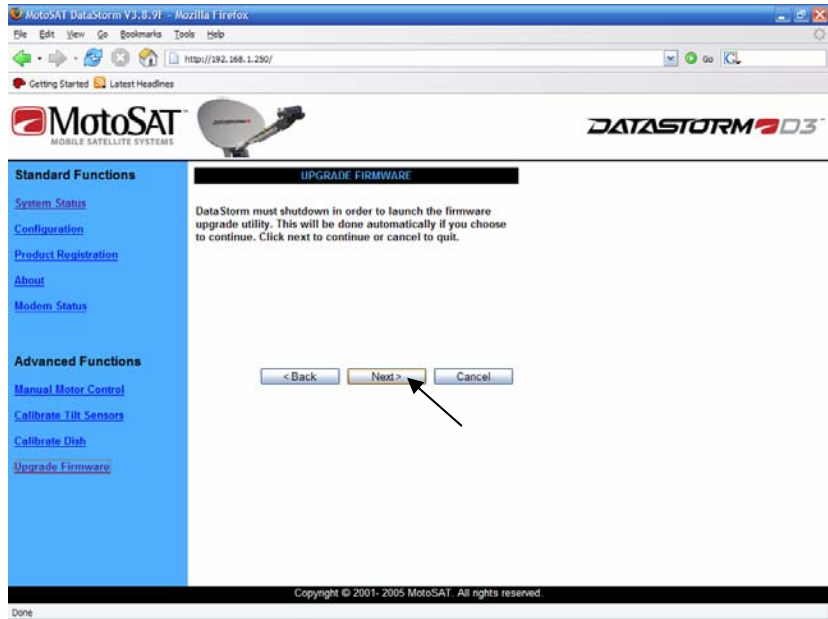 MotoSAT DataStorm V3.8.9F - Mozilla Firefox
File Edit View Go Bookmarks Tools Help
http://192.168.1.250/
Go
Getting Started Latest Headlines
MotoSAT™
MOBILE SATELLITE SYSTEMS
DATASTORM D3™
Standard Functions
System Status
Configuration
Product Registration
About
Modem Status
Advanced Functions
Manual Motor Control
Calibrate Tilt Sensors
Calibrate Dish
Upgrade Firmware
UPGRADE FIRMWARE
DataStorm must shutdown in order to launch the firmware
upgrade utility. This will be done automatically if you choose
to continue. Click next to continue or cancel to quit.
< Back Next > Cancel
Copyright © 2001- 2005 MotoSAT. All rights reserved.
Done